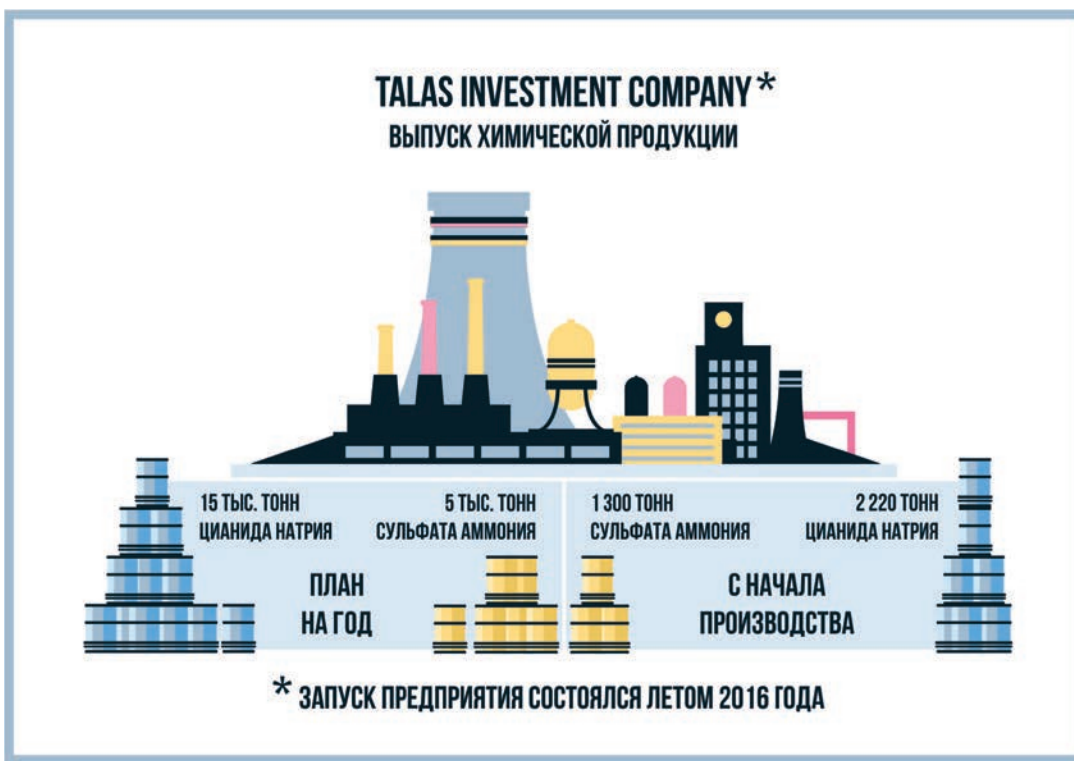 TALAS INVESTMENT COMPANY*
ВЫПУСК ХИМИЧЕСКОЙ ПРОДУКЦИИ
15 ТЫС. ТОНН
ЦИАНИДА НАТРИЯ
5 ТЫС. ТОНН
СУЛЬФАТА АММОНИЯ
ПЛАН
НА ГОД
1 300 ТОНН
СУЛЬФАТА АММОНИЯ
2 220 ТОНН
ЦИАНИДА НАТРИЯ
С НАЧАЛА
ПРОИЗВОДСТВА
* ЗАПУСК ПРЕДПРИЯТИЯ СОСТОЯЛСЯ ЛЕТОМ 2016 ГОДА